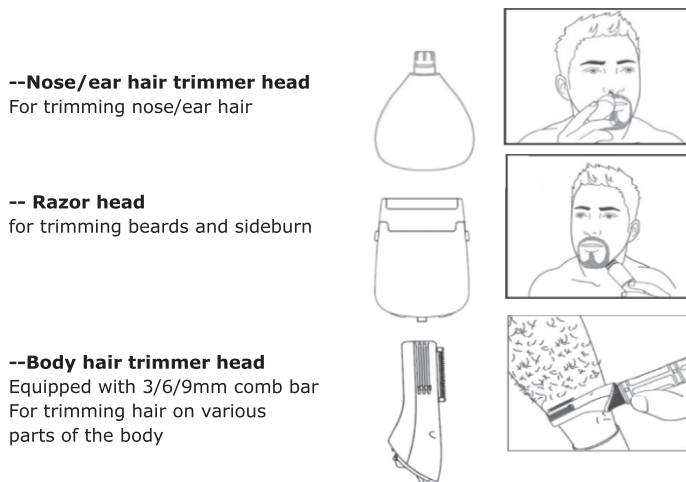 --Nose/ear hair trimmer head
For trimming nose/ear hair
-- Razor head
for trimming beards and sideburn
--Body hair trimmer head
Equipped with 3/6/9mm comb bar
For trimming hair on various
parts of the body